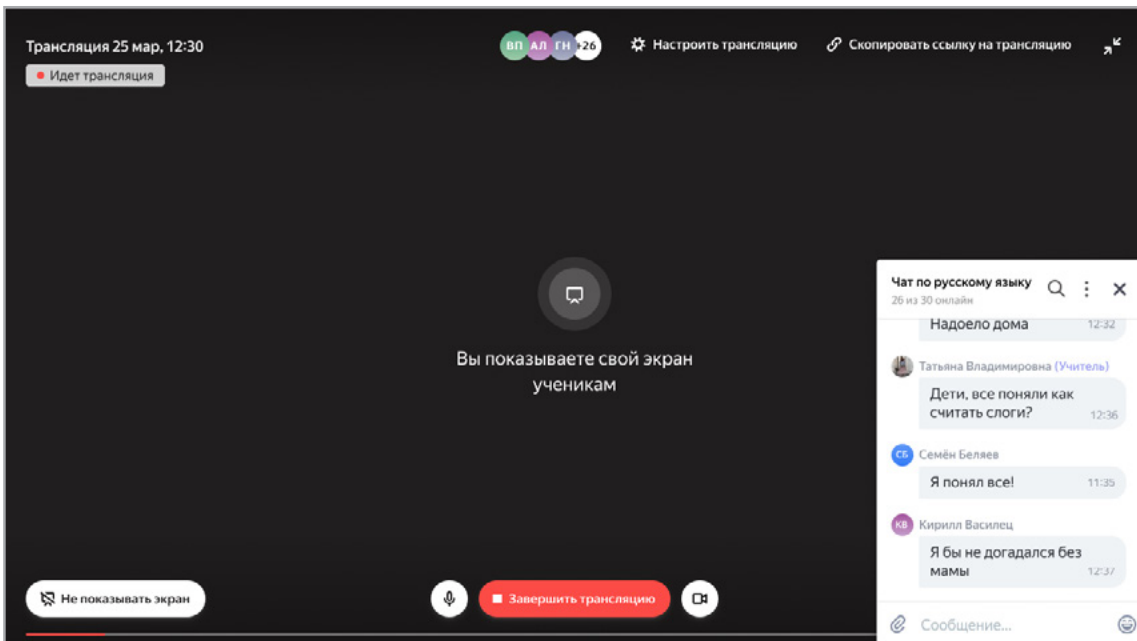 Трансляция 25 мар, 12:30
Идет трансляция
ВП АЛ ГН +26
Настроить трансляцию
Скопировать ссылку на трансляцию
Вы показываете свой экран
ученикам
Не показывать экран
Завершить трансляцию
Чат по русскому языку
26 из 30 онлайн
Надоело дома 12:32
Татьяна Владимировна (Учитель)
Дети, все поняли как
считать слоги? 12:36
СБ Семён Беляев
Я понял все! 11:35
КВ Кирилл Василец
Я бы не догадался без
мамы 12:37
Сообщение...